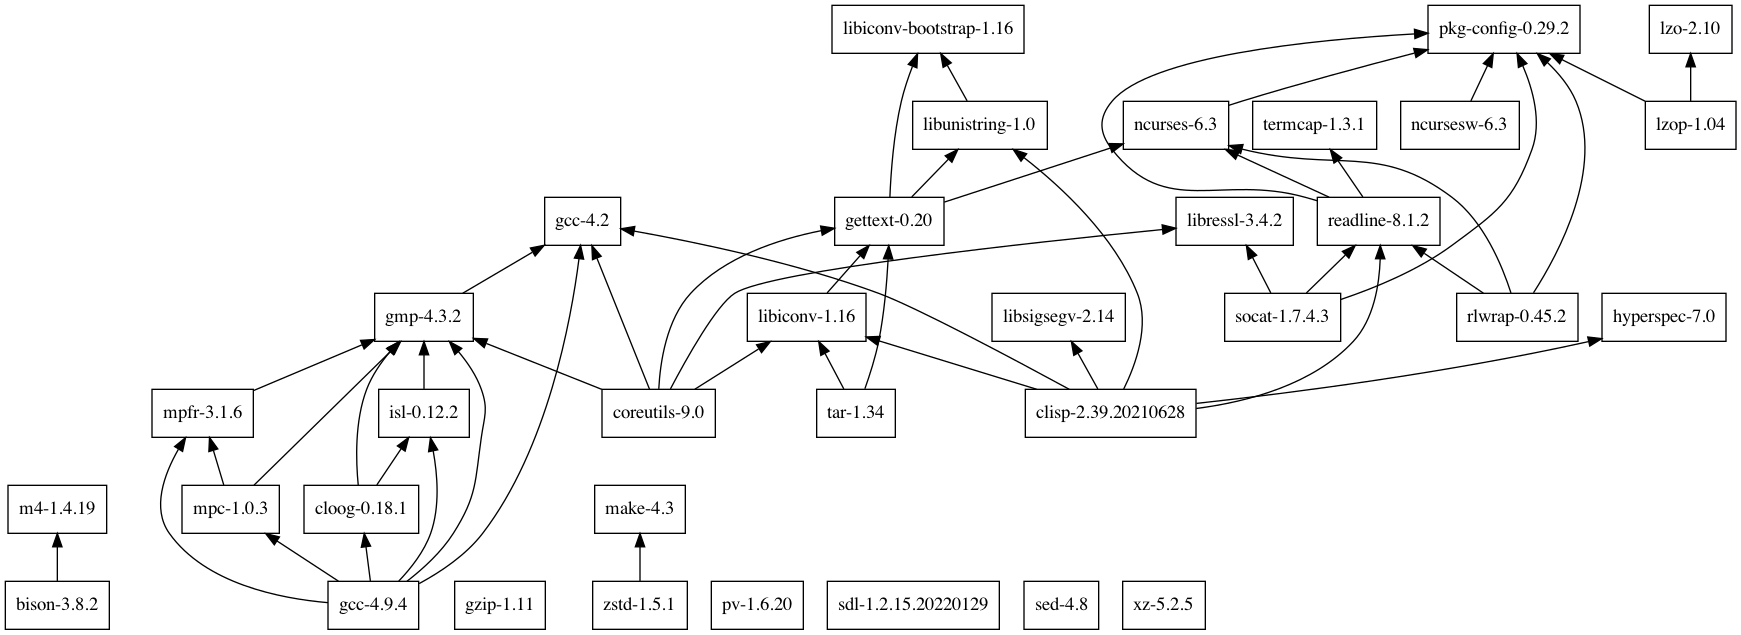 libiconv-bootstrap-1.16
pkg-config-0.29.2
lzo-2.10
libunistring-1.0
ncurses-6.3
termcap-1.3.1
ncursesw-6.3
lzop-1.04
gcc-4.2
gettext-0.20
libressl-3.4.2
readline-8.1.2
gmp-4.3.2
libiconv-1.16
libsigsegv-2.14
socat-1.7.4.3
rlwrap-0.45.2
hyperspec-7.0
mpfr-3.1.6
isl-0.12.2
coreutils-9.0
tar-1.34
clisp-2.39.20210628
m4-1.4.19
mpc-1.0.3
cloog-0.18.1
make-4.3
bison-3.8.2
gcc-4.9.4
gzip-1.11
zstd-1.5.1
pv-1.6.20
sdl-1.2.15.20220129
sed-4.8
xz-5.2.5